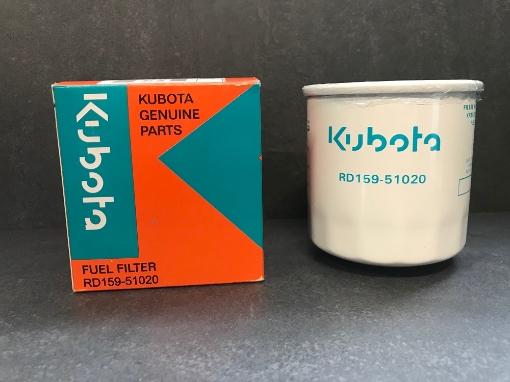 Kubota
KUBOTA
GENUINE
PARTS
FUEL FILTER
RD159-51020
Kubota
RD159-51020